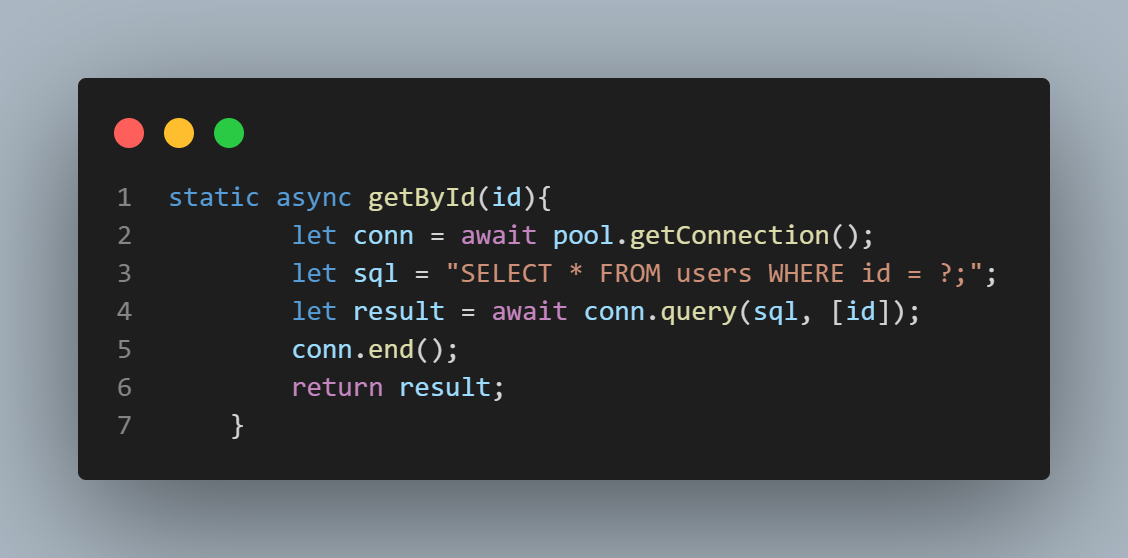 1 static async getById(id){
2 let conn = await pool.getConnection();
3 let sql = "SELECT * FROM users WHERE id = ?;";
4 let result = await conn.query(sql, [id]);
5 conn.end();
6 return result;
7 }